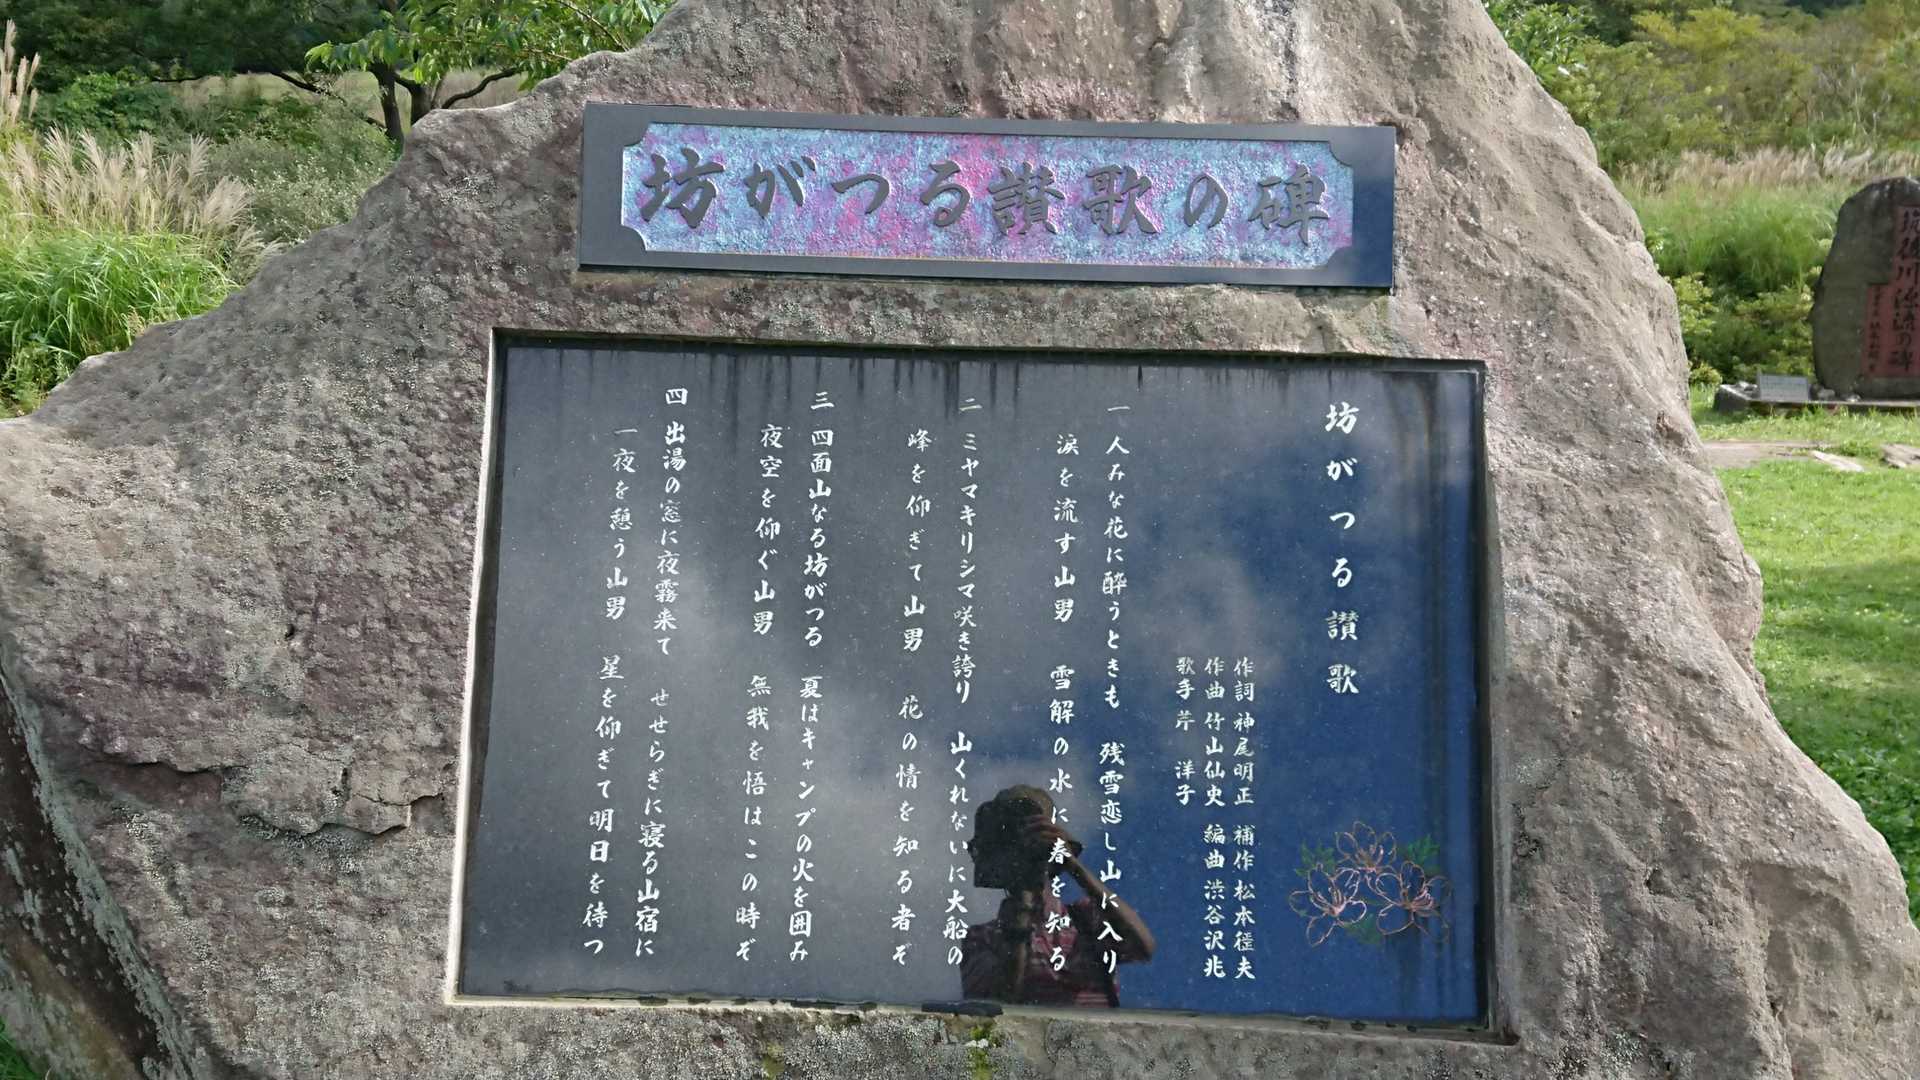 坊がつる讃歌の碑
坊がつる讃歌
作詞 神尾明正 補作 松本徰夫
作曲 竹山仙史 編曲 渋谷沢兆
歌手 芹 洋子
一 人みな花に酔うときも 残雪恋し山に入り
涙を流す山男 雪解の水に春を知る
二 ミヤマキリシマ咲き誇り 山くれないに大船の
峰を仰ぎて山男 花の情を知る者ぞ
三 四面山なる坊がつる 夏はキャンプの火を囲み
夜空を仰ぐ山男 無我を悟はこの時ぞ
四 出湯の窓に夜霧来て せせらぎに寝る山宿に
一夜を憩う山男 星を仰ぎて明日を待つ
筑後川源流の碑